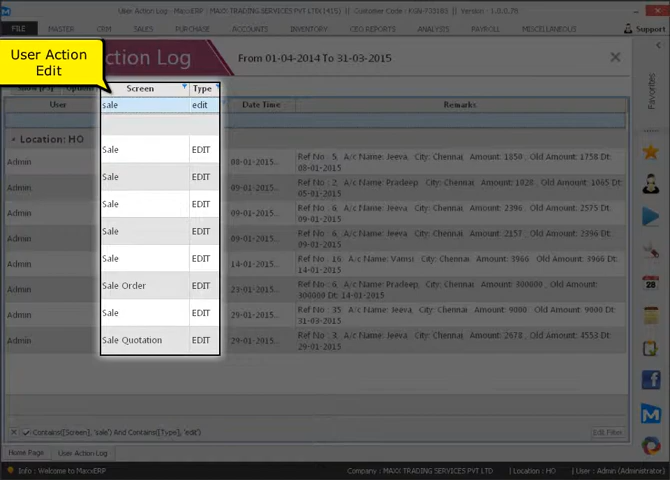 User Action Log - MaxxERP - MAXX TRADING SERVICES PVT LTD(1415) || Customer Code : KGN-F3318S || Version - 1.0.0.79
FILE MASTER CRM SALES PURCHASE ACCOUNTS INVENTORY CEO REPORTS ANALYSIS PAYROLL MISCELLANEOUS Support
User Action
Edit
ction Log From 01-04-2014 To 31-03-2015
User Screen Type Date Time Remarks
sale edit
Favorites
Location: HO
Admin Sale EDIT 08-01-2015... Ref No : 5, A/c Name: Jeeva, City: Chennai, Amount: 1850 , Old Amount: 1758 Dt:
08-01-2015
Admin Sale EDIT 09-01-2015... Ref No : 2, A/c Name: Pradeep, City: Chennai, Amount: 1028 , Old Amount: 1065 Dt:
05-01-2015
Admin Sale EDIT 09-01-2015... Ref No : 6, A/c Name: Jeeva, City: Chennai, Amount: 2396 , Old Amount: 2575 Dt:
09-01-2015
Admin Sale EDIT 09-01-2015... Ref No : 6, A/c Name: Jeeva, City: Chennai, Amount: 2157 , Old Amount: 2396 Dt:
09-01-2015
Admin Sale EDIT 14-01-2015... Ref No : 16, A/c Name: Vamsi, City: Chennai, Amount: 3966 , Old Amount: 3966 Dt:
14-01-2015
Admin Sale Order EDIT 23-01-2015... Ref No : 6, A/c Name: Pradeep, City: Chennai, Amount: 600000 , Old Amount:
300000 Dt: 14-01-2015
Admin Sale EDIT 29-01-2015... Ref No : 35, A/c Name: Jeeva, City: Chennai, Amount: 9000 , Old Amount: 9000 Dt:
31-03-2015
Admin Sale Quotation EDIT 29-01-2015... Ref No : 3, A/c Name: Jeeva, City: Chennai, Amount: 2678 , Old Amount: 4553 Dt:
29-01-2015
28
Contains([Screen], 'sale') And Contains([Type], 'edit') Edit Filter
Home Page User Action Log
Info : Welcome to MaxxERP Company : MAXX TRADING SERVICES PVT LTD | Location : HO | User : Admin (Administrator)